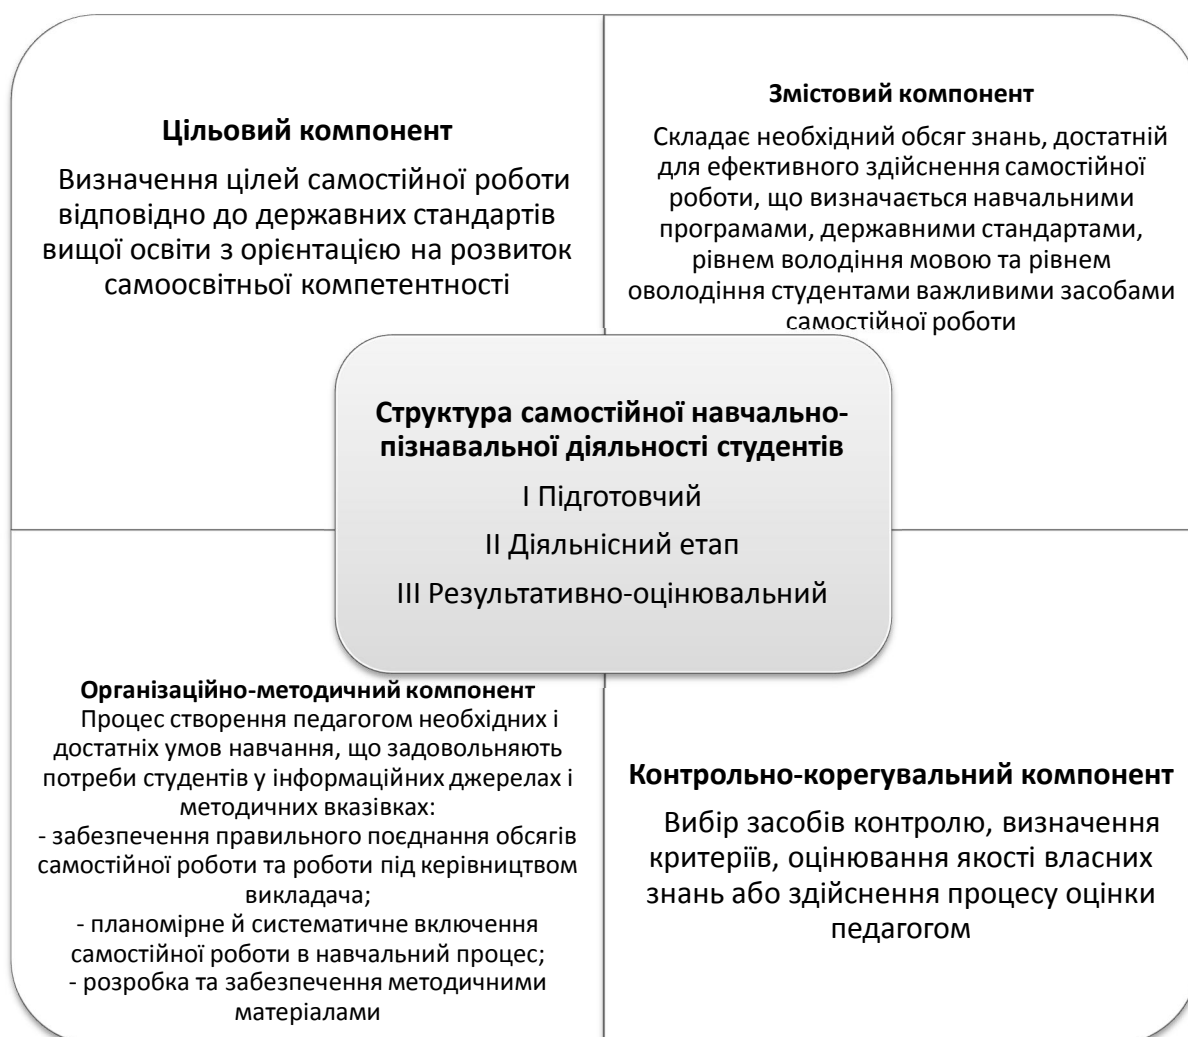 Цільовий компонент
Визначення цілей самостійної роботи
відповідно до державних стандартів
вищої освіти з орієнтацією на розвиток
самоосвітньої компетентності
Змістовий компонент
Складає необхідний обсяг знань, достатній
для ефективного здійснення самостійної
роботи, що визначається навчальними
програмами, державними стандартами,
рівнем володіння мовою та рівнем
оволодіння студентами важливими засобами
самостійної роботи
Структура самостійної навчально-
пізнавальної діяльності студентів
І Підготовчий
ІІ Діяльнісний етап
ІІІ Результативно-оцінювальний
Організаційно-методичний компонент
Процес створення педагогом необхідних і
достатніх умов навчання, що задовольняють
потреби студентів у інформаційних джерелах і
методичних вказівках:
- забезпечення правильного поєднання обсягів
самостійної роботи та роботи під керівництвом
викладача;
- планомірне й систематичне включення
самостійної роботи в навчальний процес;
- розробка та забезпечення методичними
матеріалами
Контрольно-корегувальний компонент
Вибір засобів контролю, визначення
критеріїв, оцінювання якості власних
знань або здійснення процесу оцінки
педагогом